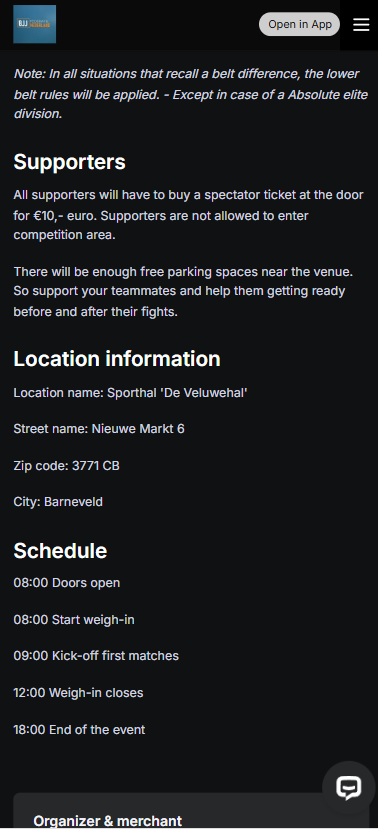 BJJ
Open in App
Note: In all situations that recall a belt difference, the lower
belt rules will be applied. - Except in case of a Absolute elite
division.
Supporters
All supporters will have to buy a spectator ticket at the door
for €10,- euro. Supporters are not allowed to enter
competition area.
There will be enough free parking spaces near the venue.
So support your teammates and help them getting ready
before and after their fights.
Location information
Location name: Sporthal 'De Veluwehal'
Street name: Nieuwe Markt 6
Zip code: 3771 CB
City: Barneveld
Schedule
08:00 Doors open
08:00 Start weigh-in
09:00 Kick-off first matches
12:00 Weigh-in closes
18:00 End of the event
Organizer & merchant